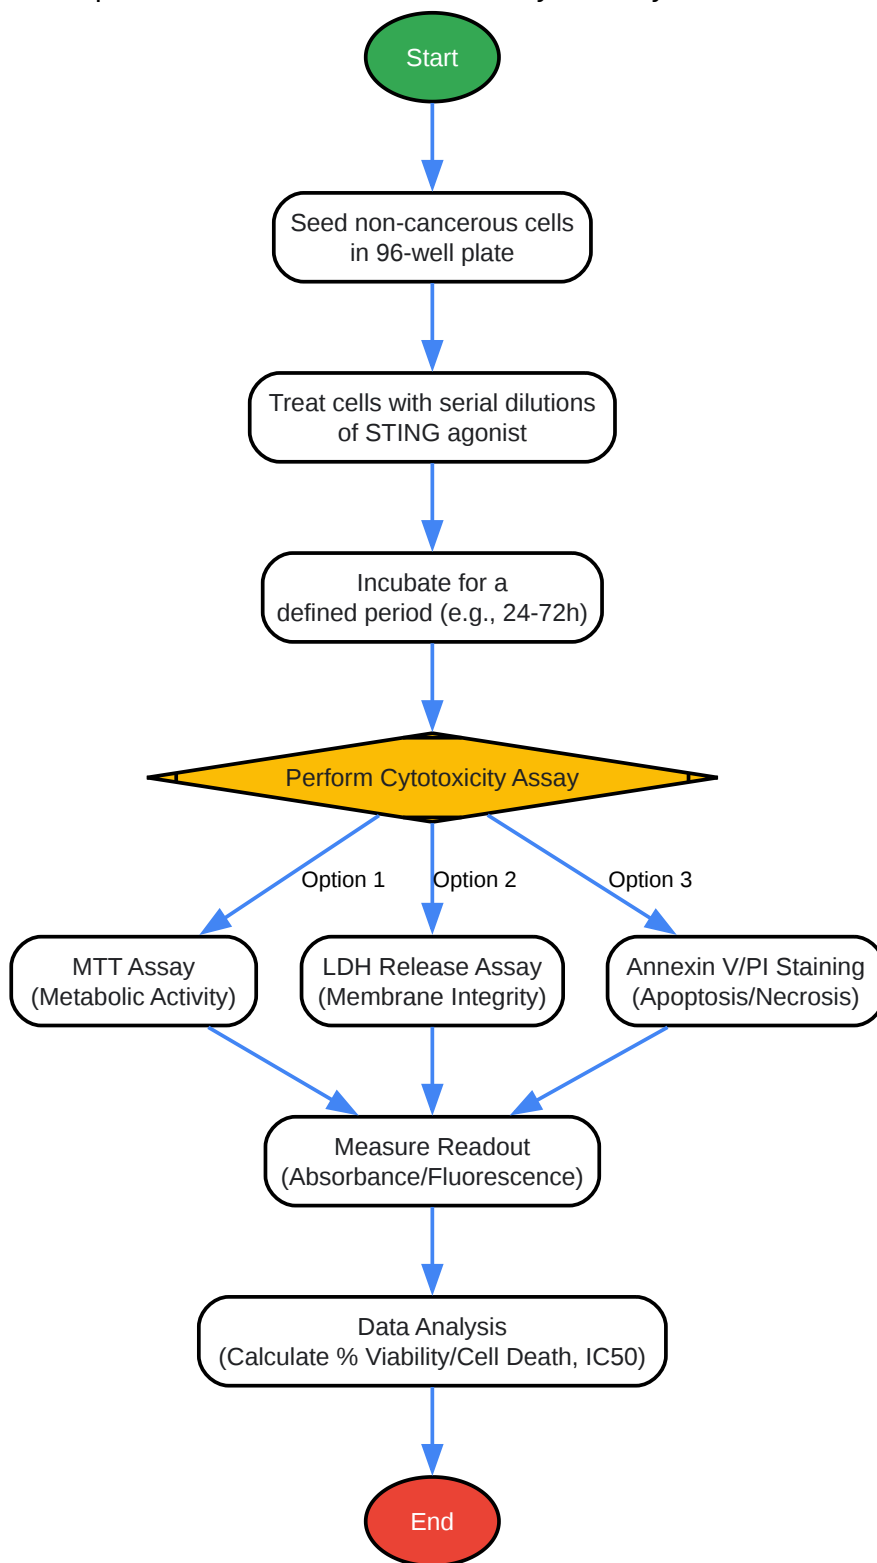 Start
Seed non-cancerous cells
in 96-well plate
Treat cells with serial dilutions
of STING agonist
Incubate for a
defined period (e.g., 24-72h)
Perform Cytotoxicity Assay
Option 1
Option 2
Option 3
MTT Assay
(Metabolic Activity)
LDH Release Assay
(Membrane Integrity)
Annexin V/PI Staining
(Apoptosis/Necrosis)
Measure Readout
(Absorbance/Fluorescence)
Data Analysis
(Calculate % Viability/Cell Death, IC50)
End